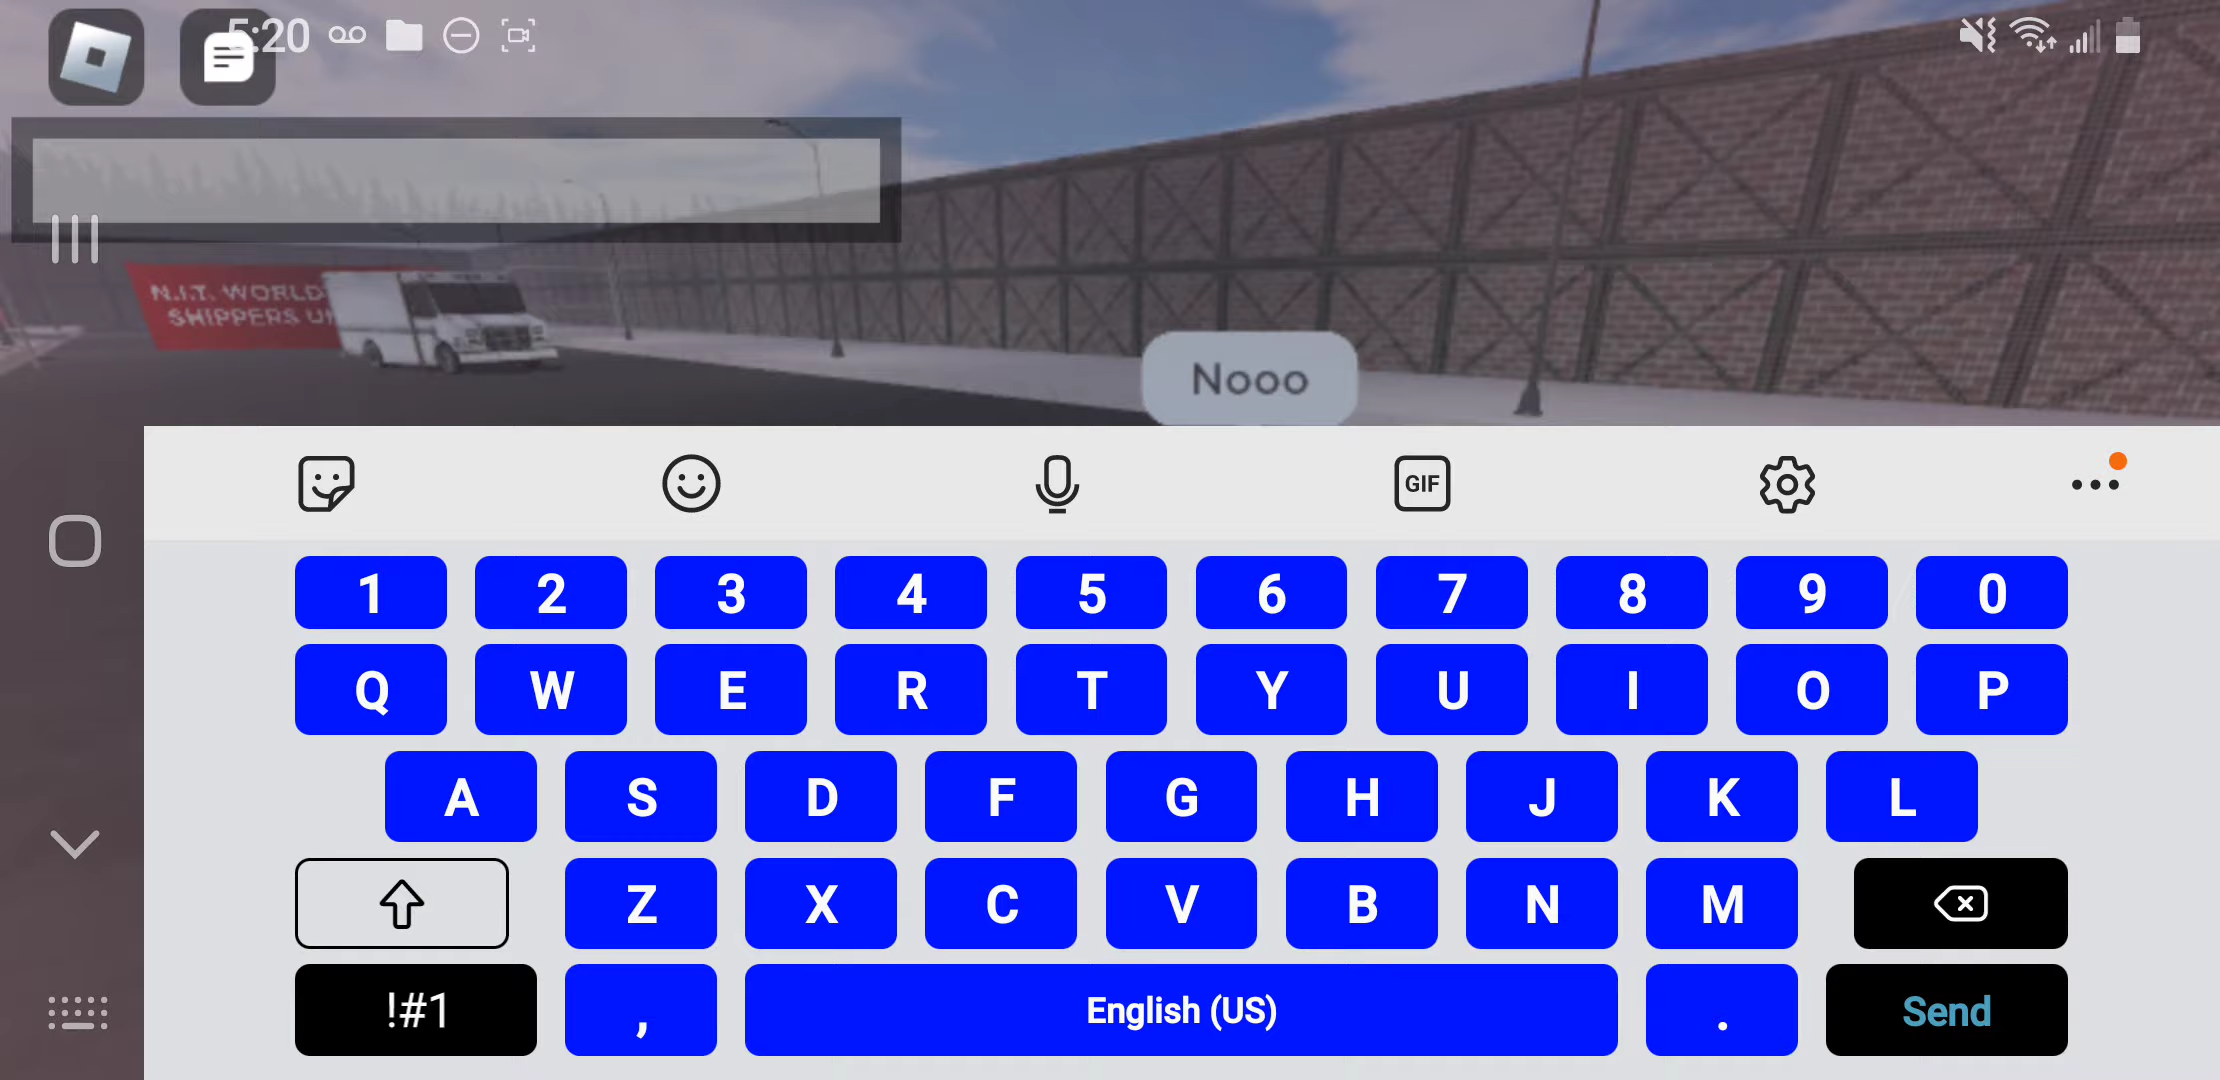 5:20
N.I.T. WORLD
SHIPPERS
Nooo
GIF
1 2 3 4 5 6 7 8 9 0
Q W E R T Y U I O P
A S D F G H J K L
Z X C V B N M
!#1 , English (US) . Send